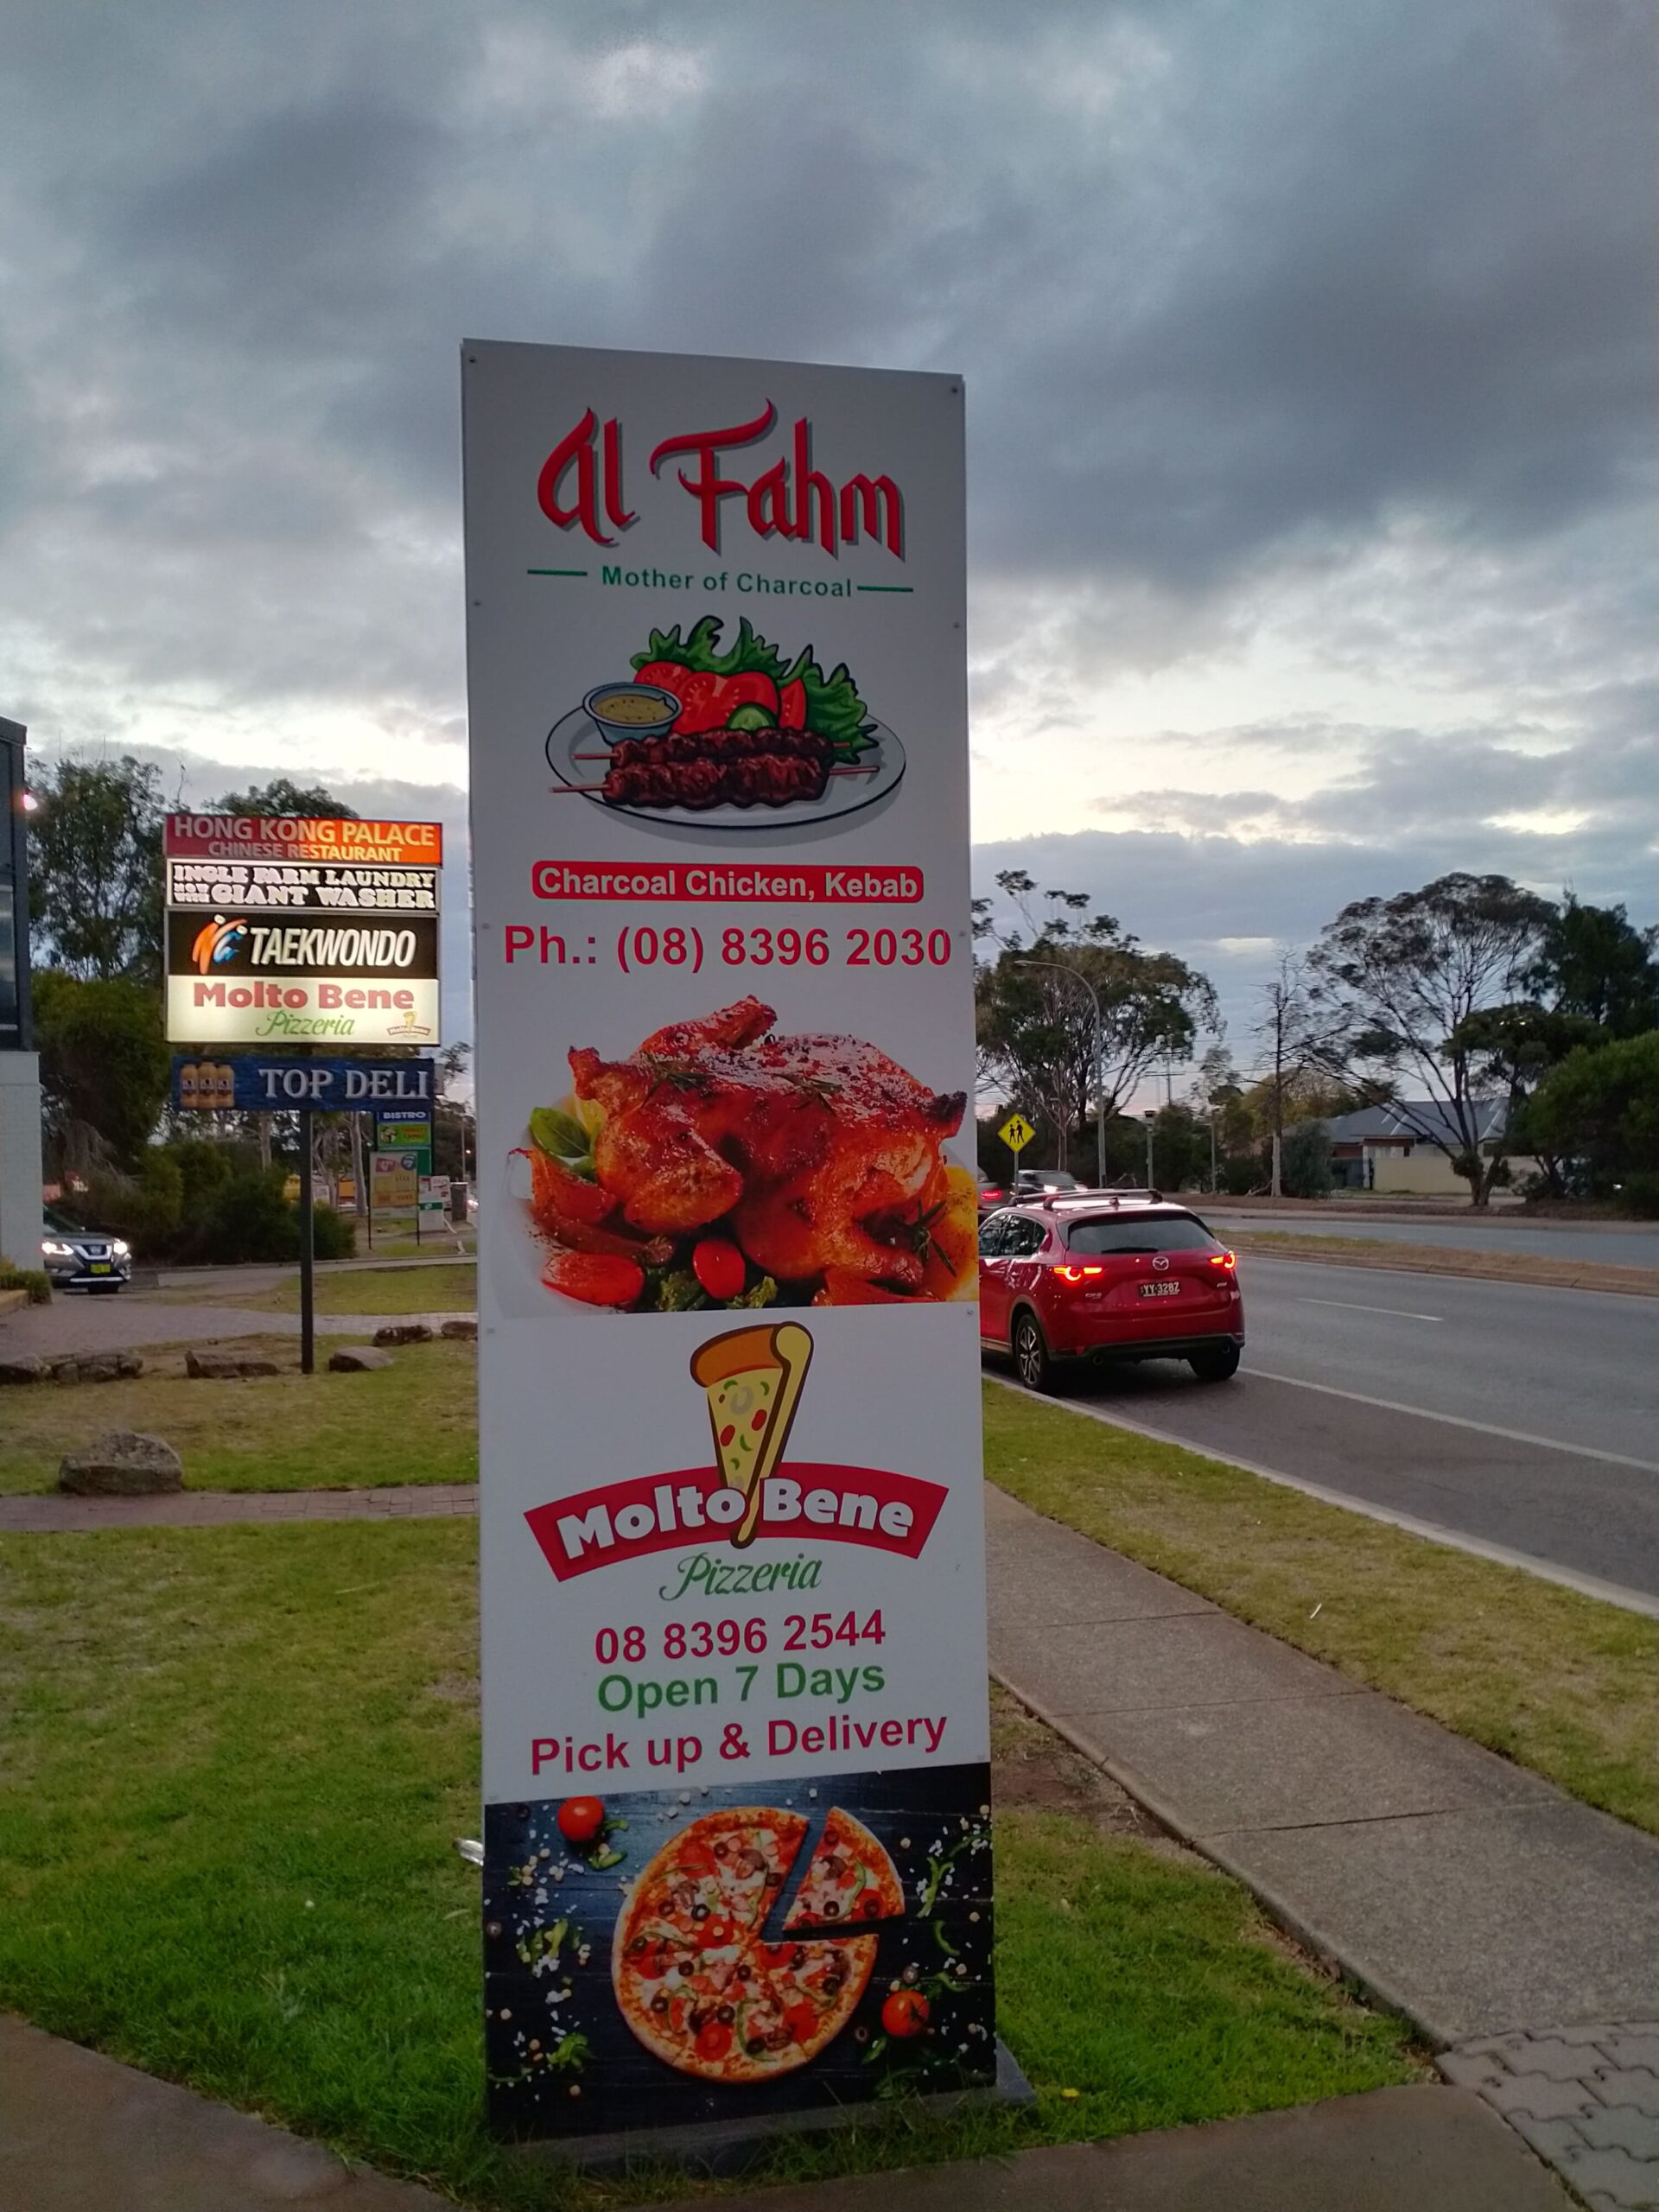 Al Fahm
Mother of Charcoal
Charcoal Chicken, Kebab
Ph.: (08) 8396 2030
Molto Bene
Pizzeria
08 8396 2544
Open 7 Days
Pick up & Delivery
HONG KONG PALACE
CHINESE RESTAURANT
INGLE FARM LAUNDRY
GIANT WASHER
TAEKWONDO
Molto Bene
Pizzeria
TOP DELI
BISTRO